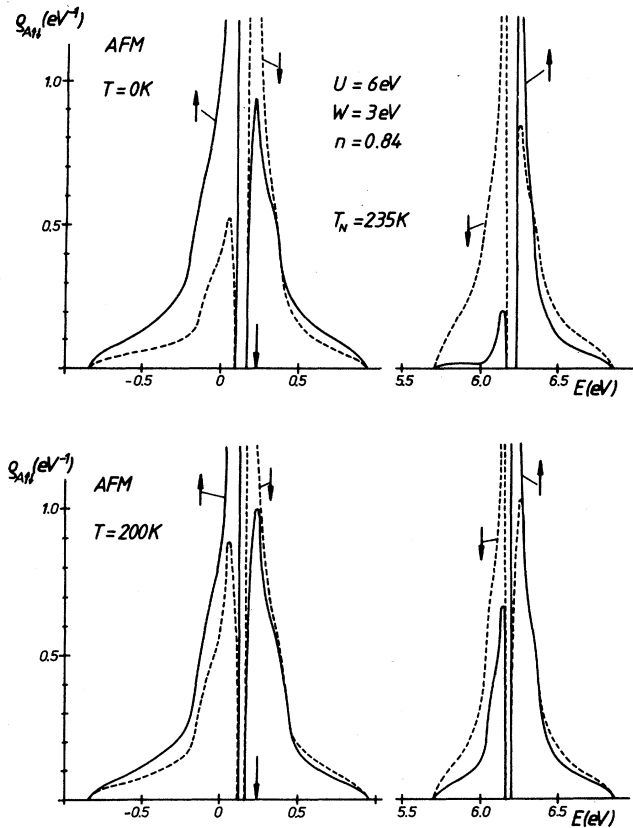 ρA↑↓ (eV⁻¹)
AFM
T = 0K
U = 6eV
W = 3eV
n = 0.84
T_N = 235K
1.0
0.5
-0.5
0
0.5
5.5
6.0
6.5
E(eV)
ρA↑↓ (eV⁻¹)
AFM
T = 200K
1.0
0.5
-0.5
0
0.5
5.5
6.0
6.5
E(eV)